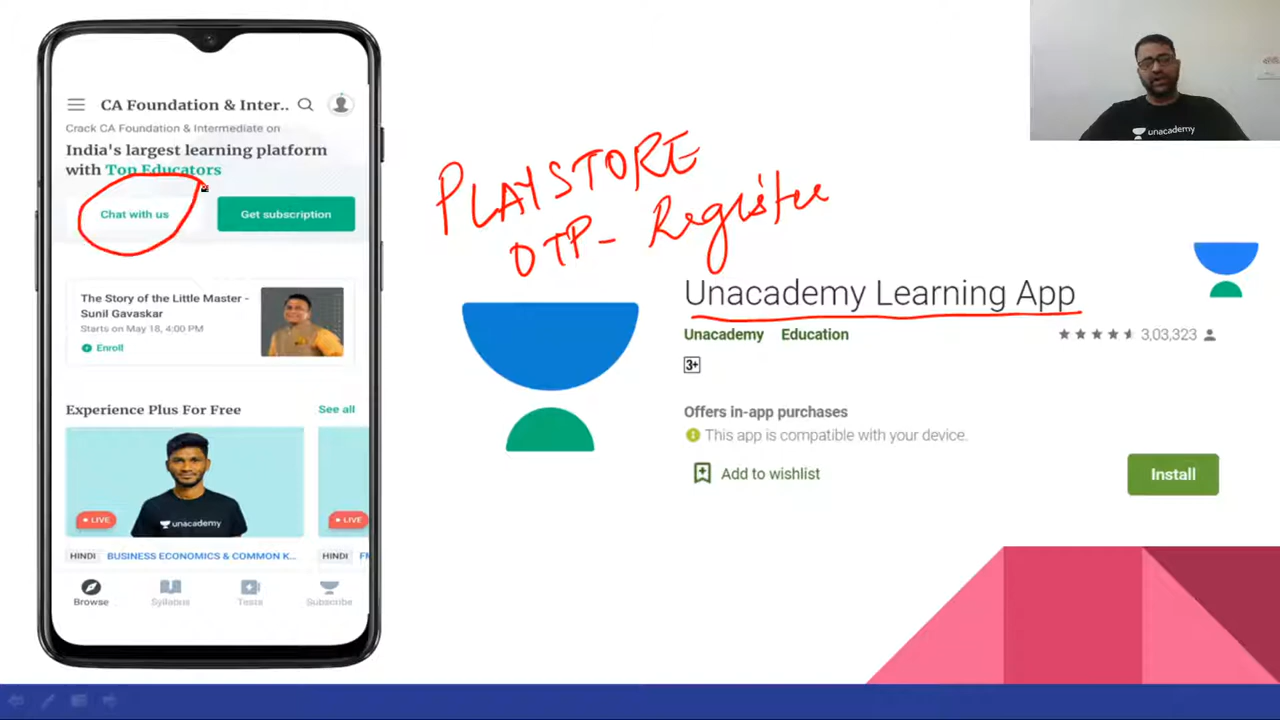 CA Foundation & Inter..
Crack CA Foundation & Intermediate on
India's largest learning platform
with Top Educators
Chat with us
Get subscription
The Story of the Little Master -
Sunil Gavaskar
Starts on May 18, 4:00 PM
Enroll
Experience Plus For Free
See all
unacademy
LIVE
LIVE
HINDI BUSINESS ECONOMICS & COMMON K...
HINDI
Browse
Syllabus
Tests
Subscribe
PLAYSTORE
OTP - Register
unacademy
Unacademy Learning App
Unacademy Education
3,03,323
3+
Offers in-app purchases
This app is compatible with your device.
Add to wishlist
Install